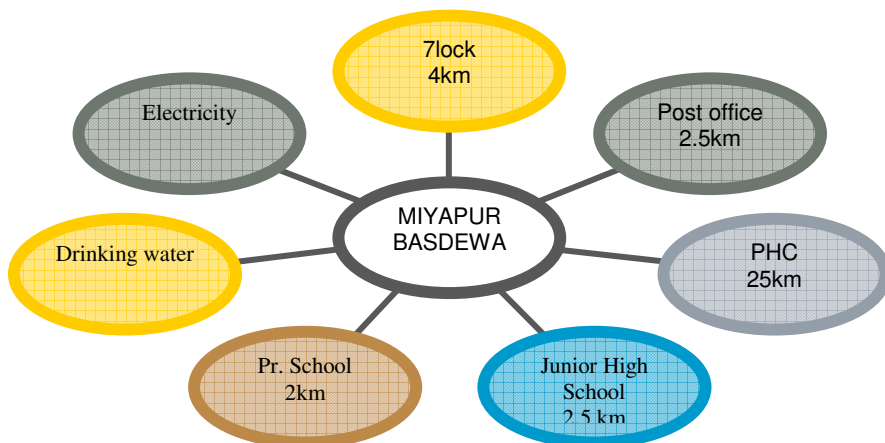 7lock
4km
Electricity
Post office
2.5km
MIYAPUR
BASDEWA
Drinking water
PHC
25km
Pr. School
2km
Junior High
School
2.5 km